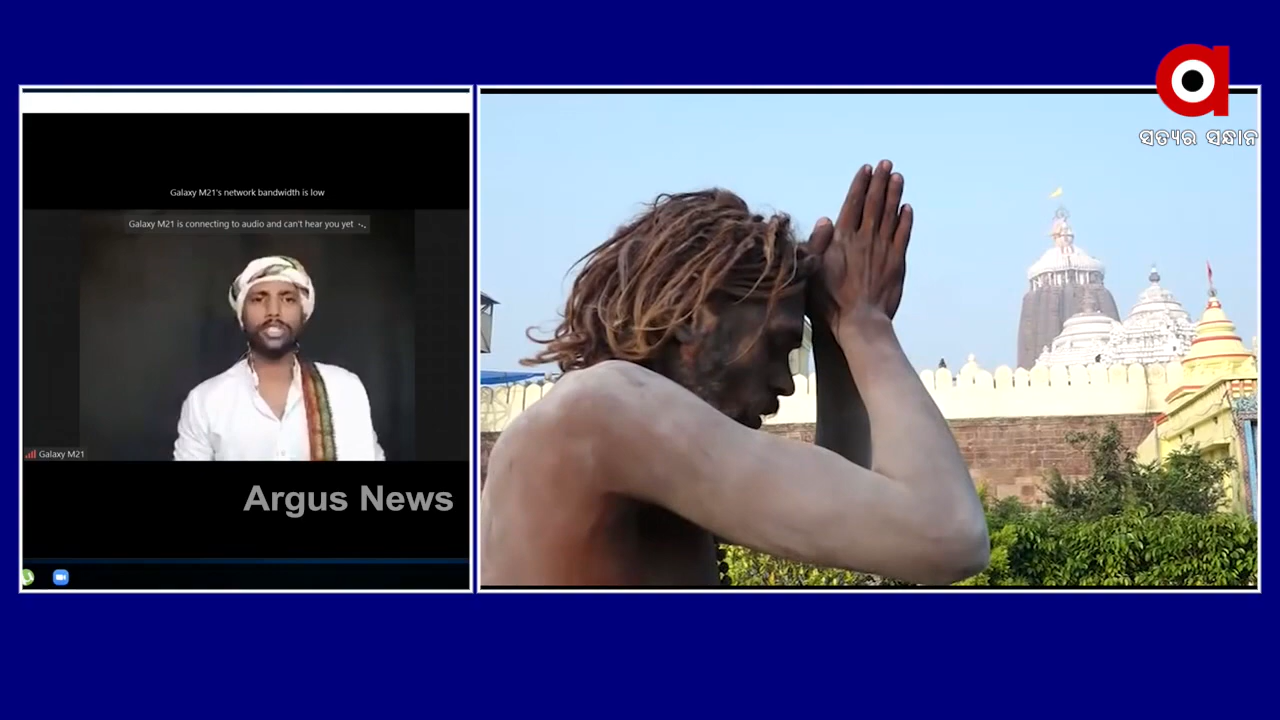 ସତ୍ୟର ସନ୍ଧାନ
Galaxy M21's network bandwidth is low
Galaxy M21 is connecting to audio and can't hear you yet
Galaxy M21
Argus News